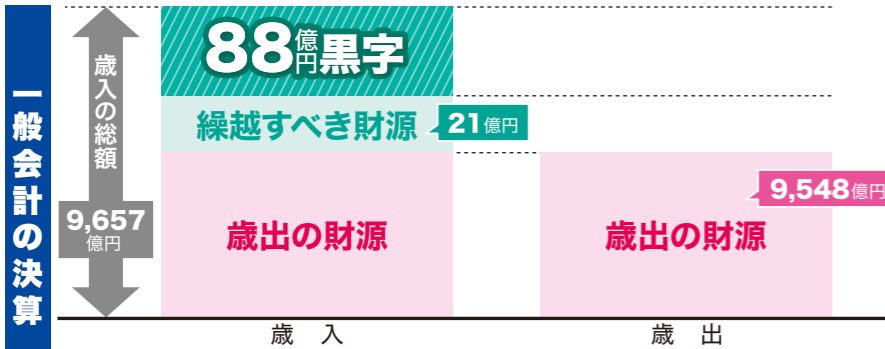 一般会計の決算
歳入の総額
9,657
億円
88億円黒字
繰越すべき財源
21億円
歳出の財源
歳出の財源
9,548億円
歳入
歳出